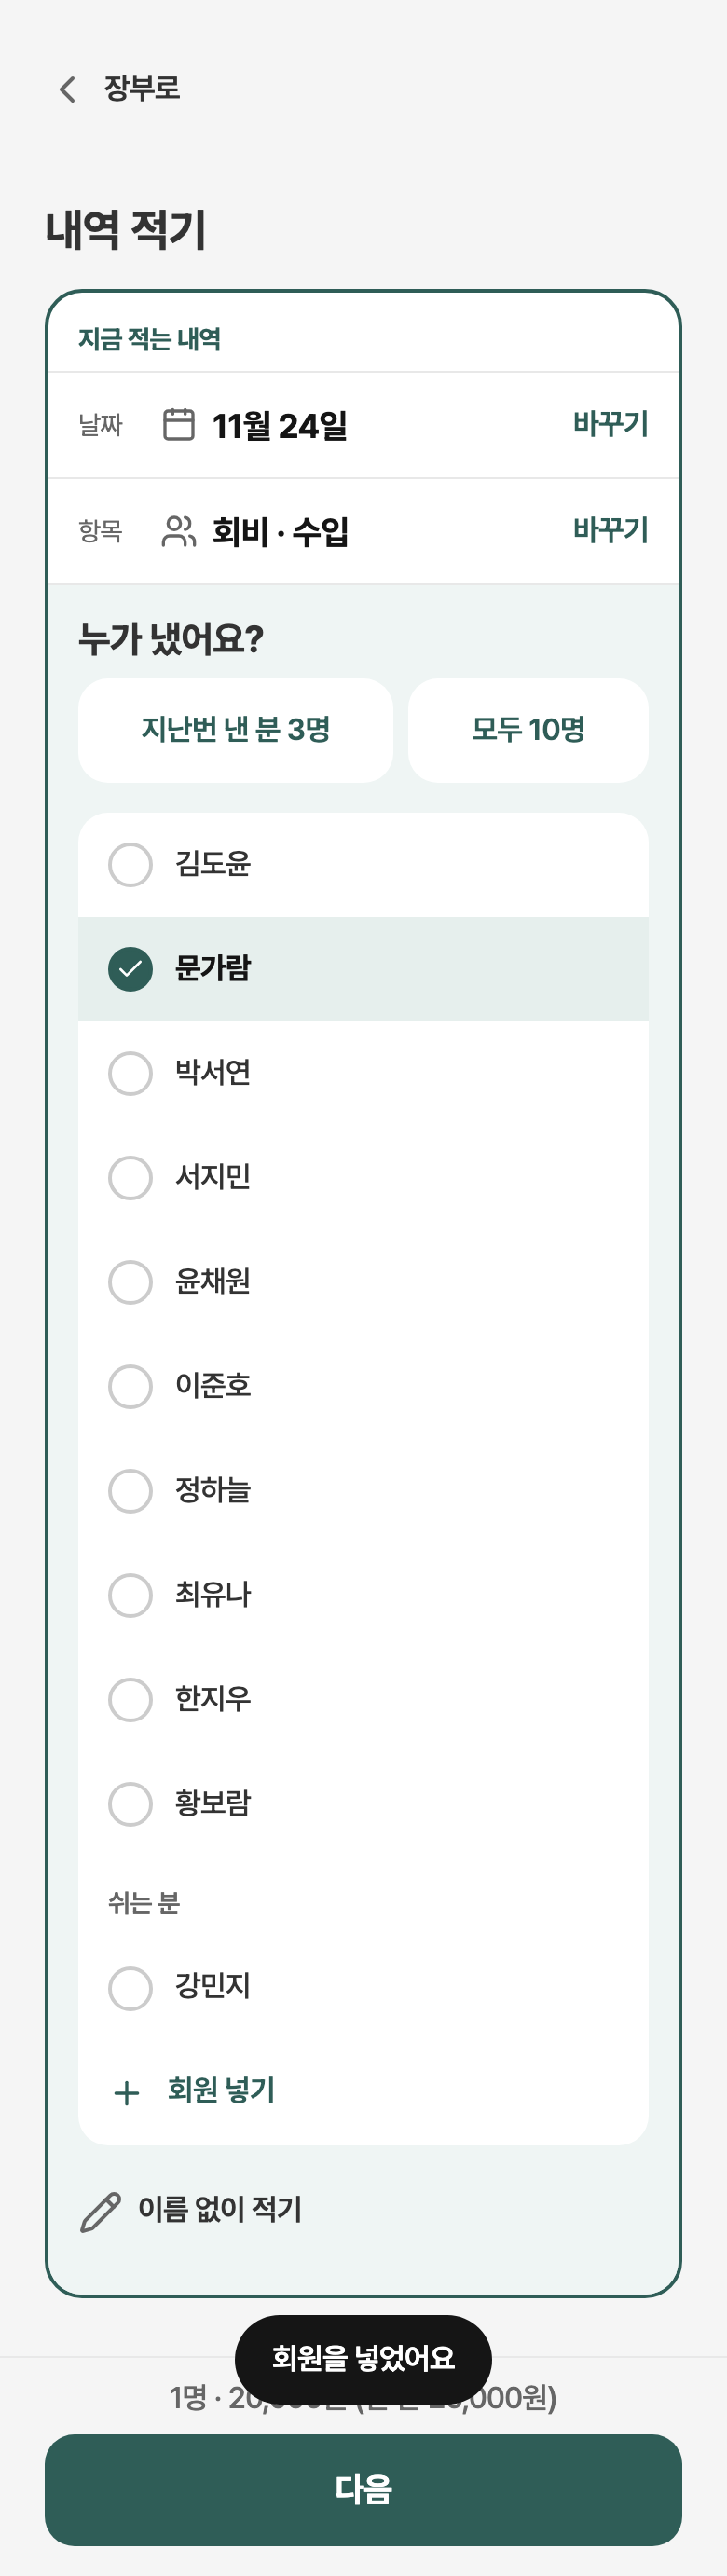 장부로
내역 적기
지금 적는 내역
날짜 11월 24일 바꾸기
항목 회비 · 수입 바꾸기
누가 냈어요?
지난번 낸 분 3명 모두 10명
김도윤
문가람
박서연
서지민
윤채원
이준호
정하늘
최유나
한지우
황보람
쉬는 분
강민지
회원 넣기
이름 없이 적기
회원을 넣었어요
1명 ·
다음